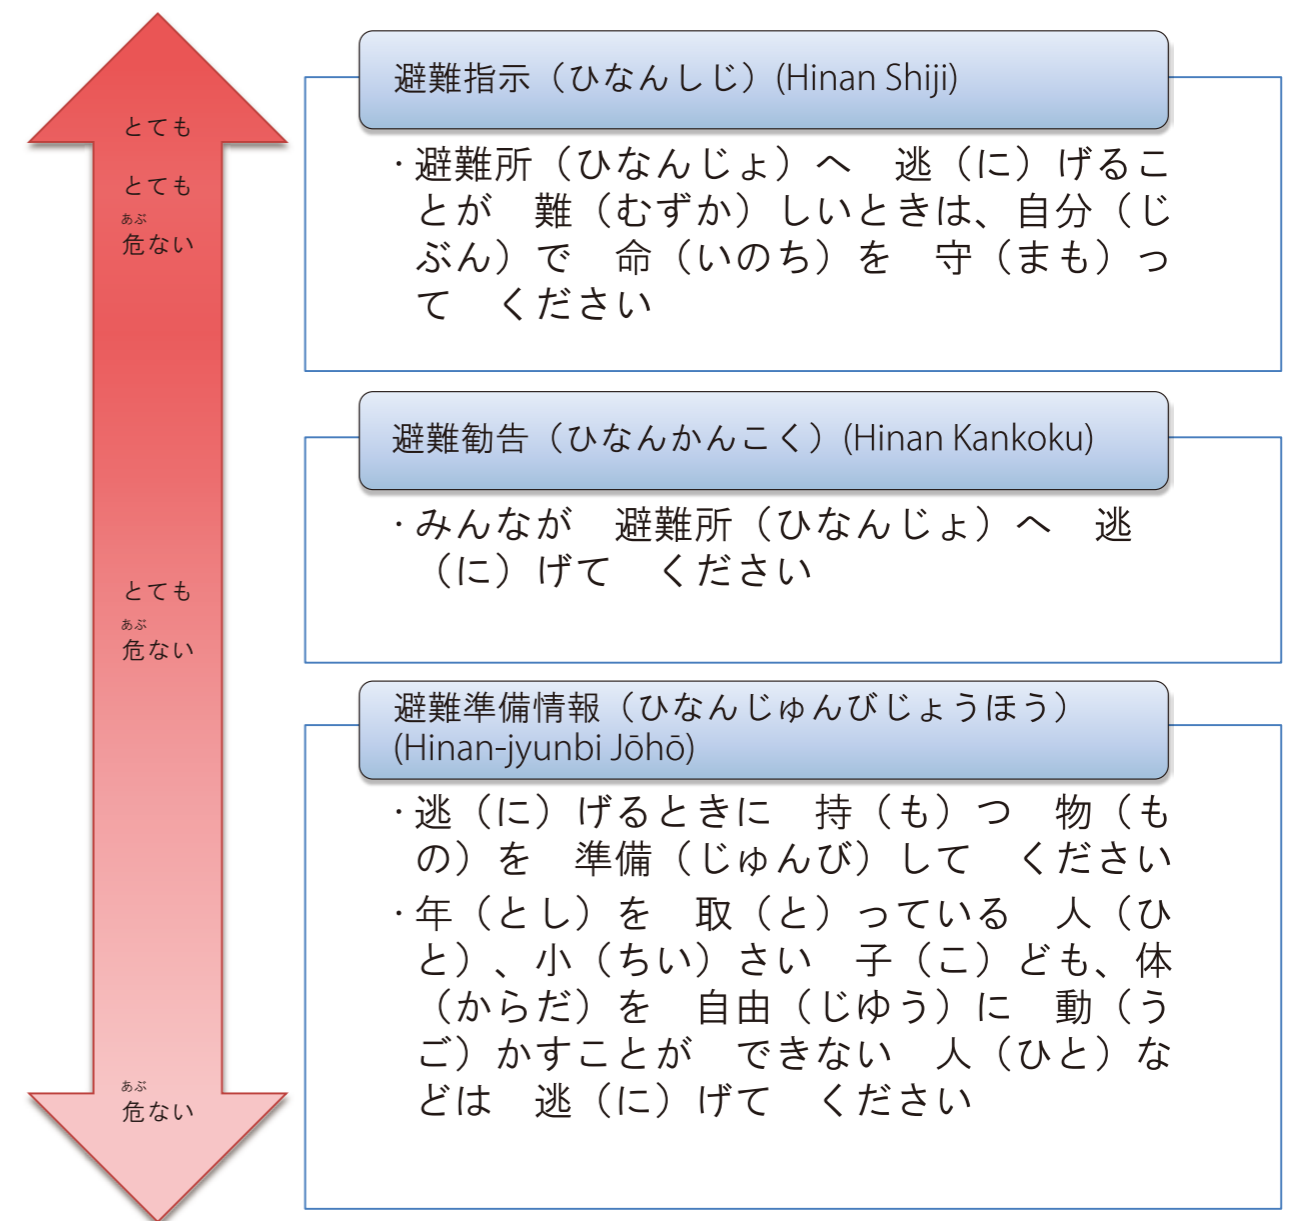 とても
とても
あぶ
危ない
とても
あぶ
危ない
あぶ
危ない
避難指示（ひなんしじ）(Hinan Shiji)
・避難所（ひなんじょ）へ　逃（に）げるこ
とが　難（むずか）しいときは、自分（じ
ぶん）で　命（いのち）を　守（まも）っ
て　ください
避難勧告（ひなんかんこく）(Hinan Kankoku)
・みんなが　避難所（ひなんじょ）へ　逃
（に）げて　ください
避難準備情報（ひなんじゅんびじょうほう）
(Hinan-jyunbi Jōhō)
・逃（に）げるときに　持（も）つ　物（も
の）を　準備（じゅんび）して　ください
・年（とし）を　取（と）っている　人（ひ
と）、小（ちい）さい　子（こ）ども、体
（からだ）を　自由（じゆう）に　動（う
ご）かすことが　できない　人（ひと）な
どは　逃（に）げて　ください